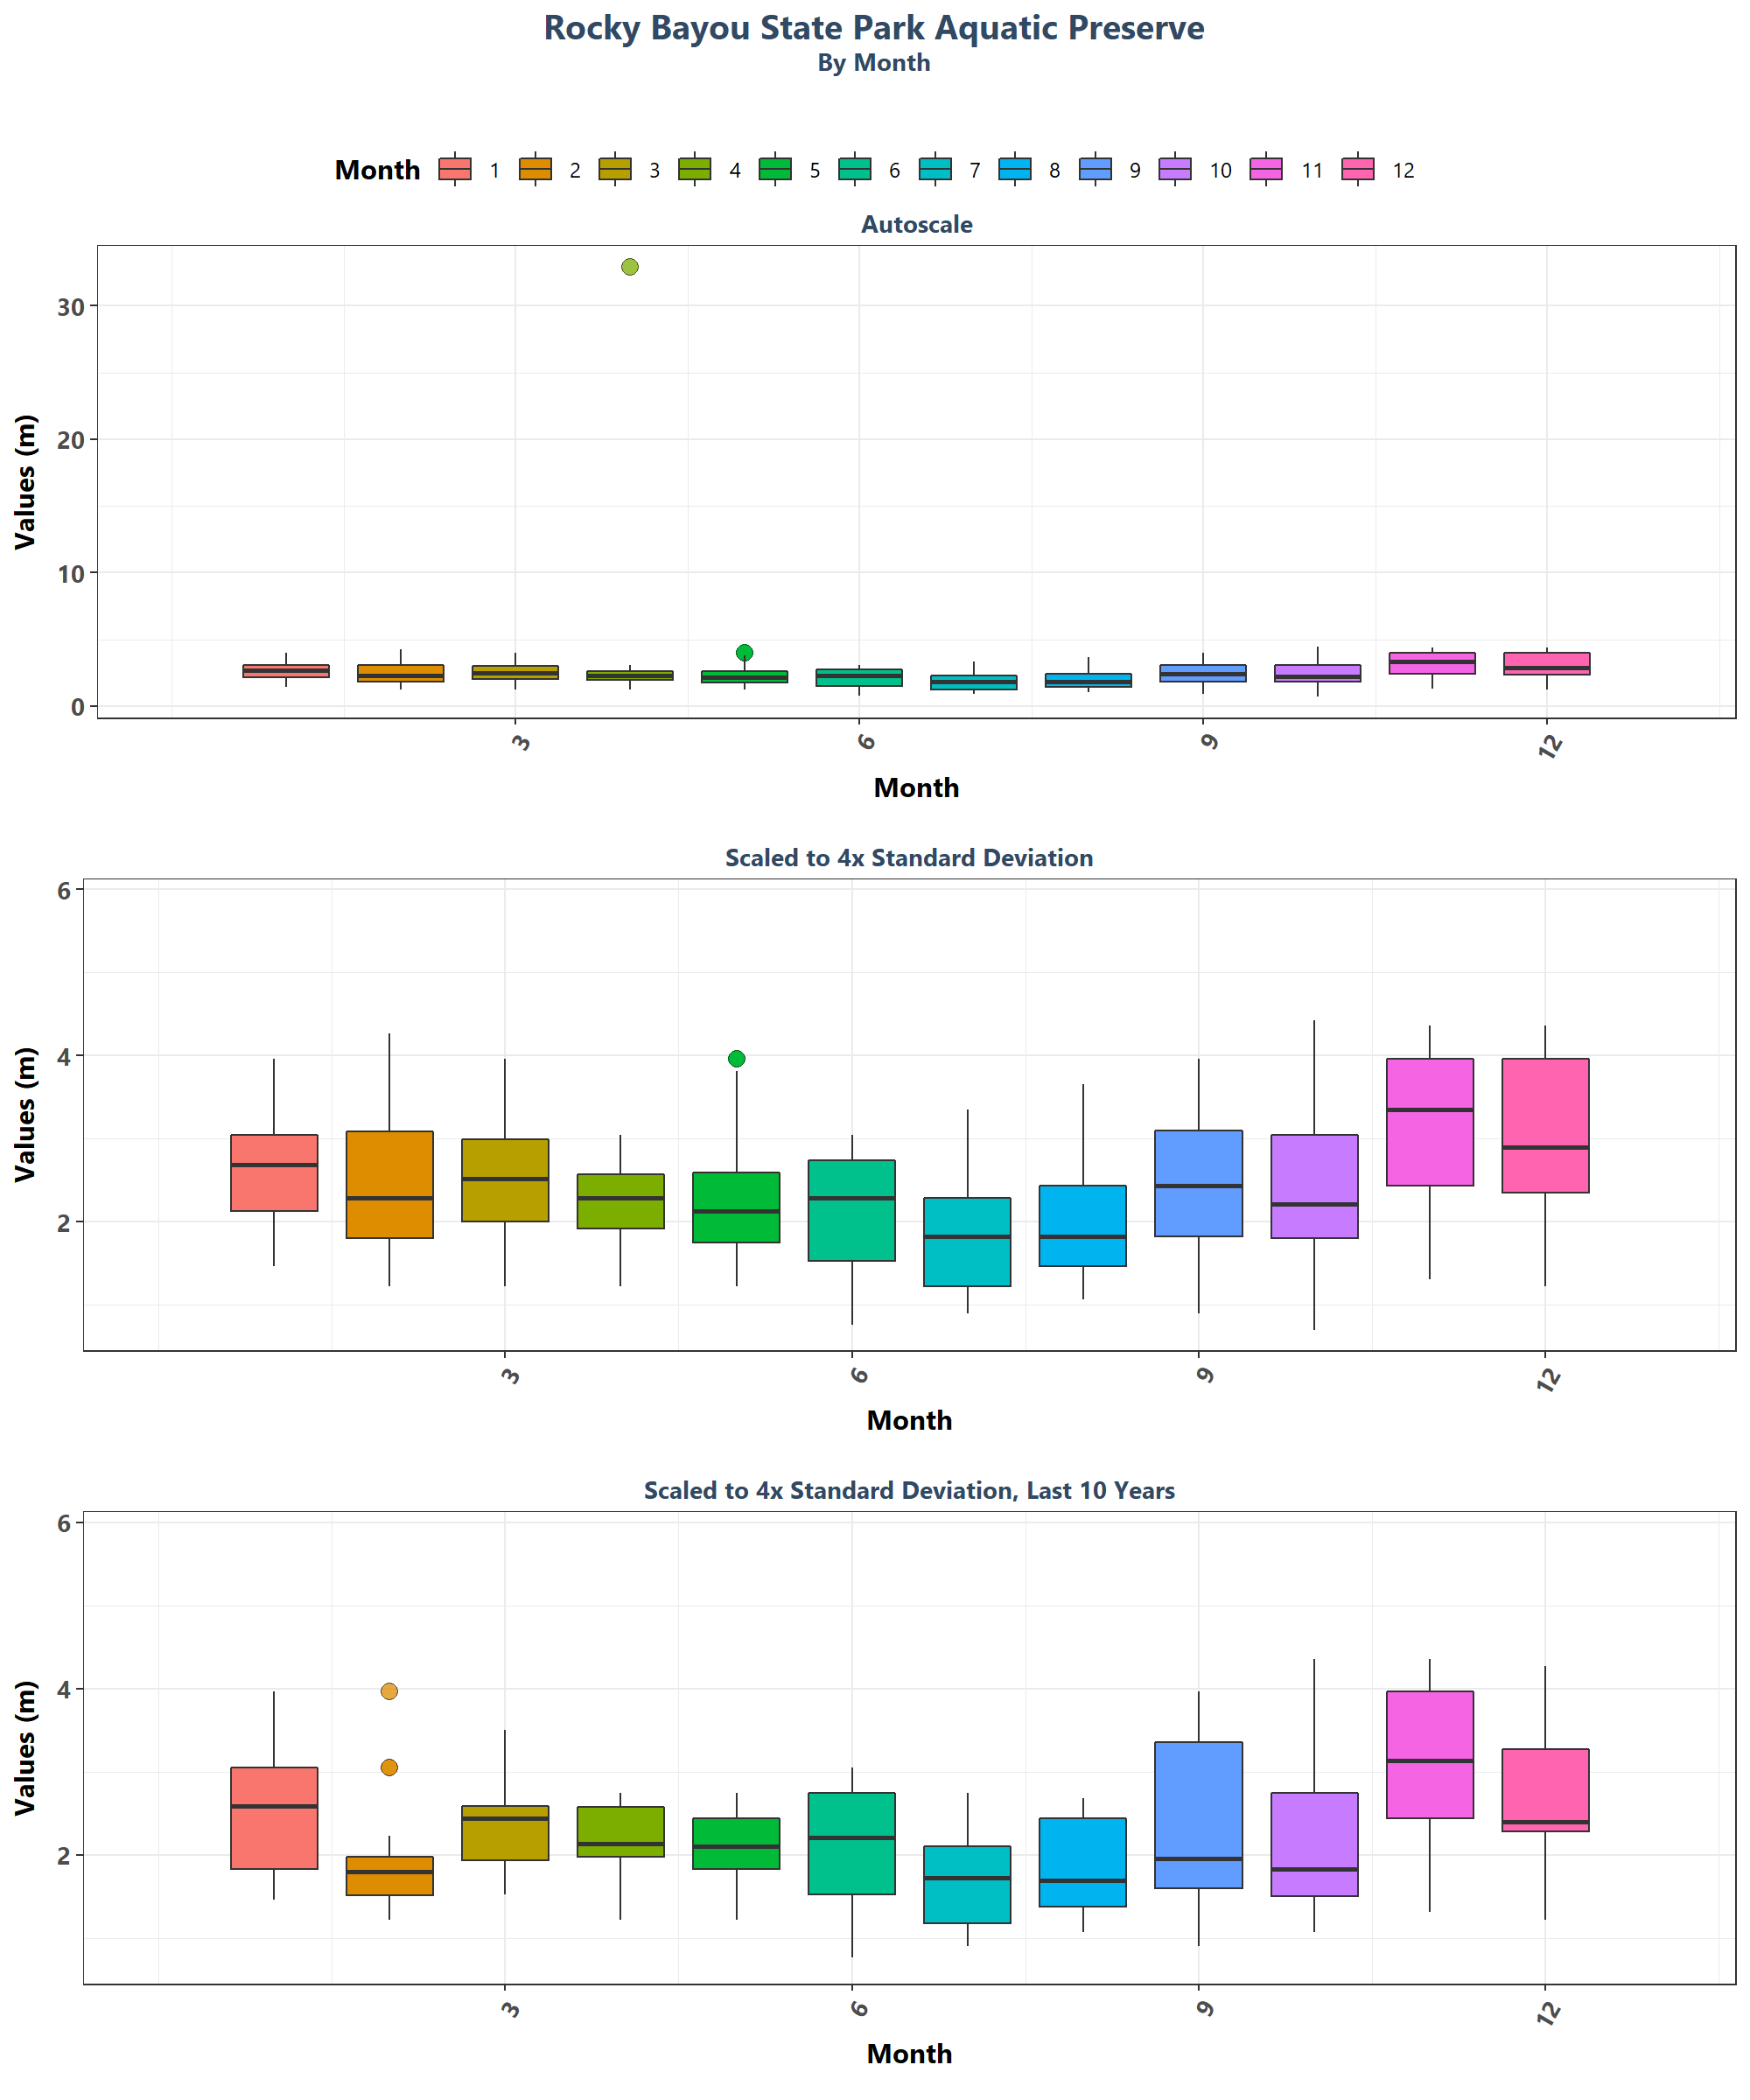 Rocky Bayou State Park Aquatic Preserve
By Month
Month 1 2 3 4 5 6 7 8 9 10 11 12
Autoscale
Values (m)
30
20
10
0
3 6 9 12
Month
Scaled to 4x Standard Deviation
Values (m)
6
4
2
3 6 9 12
Month
Scaled to 4x Standard Deviation, Last 10 Years
Values (m)
6
4
2
3 6 9 12
Month